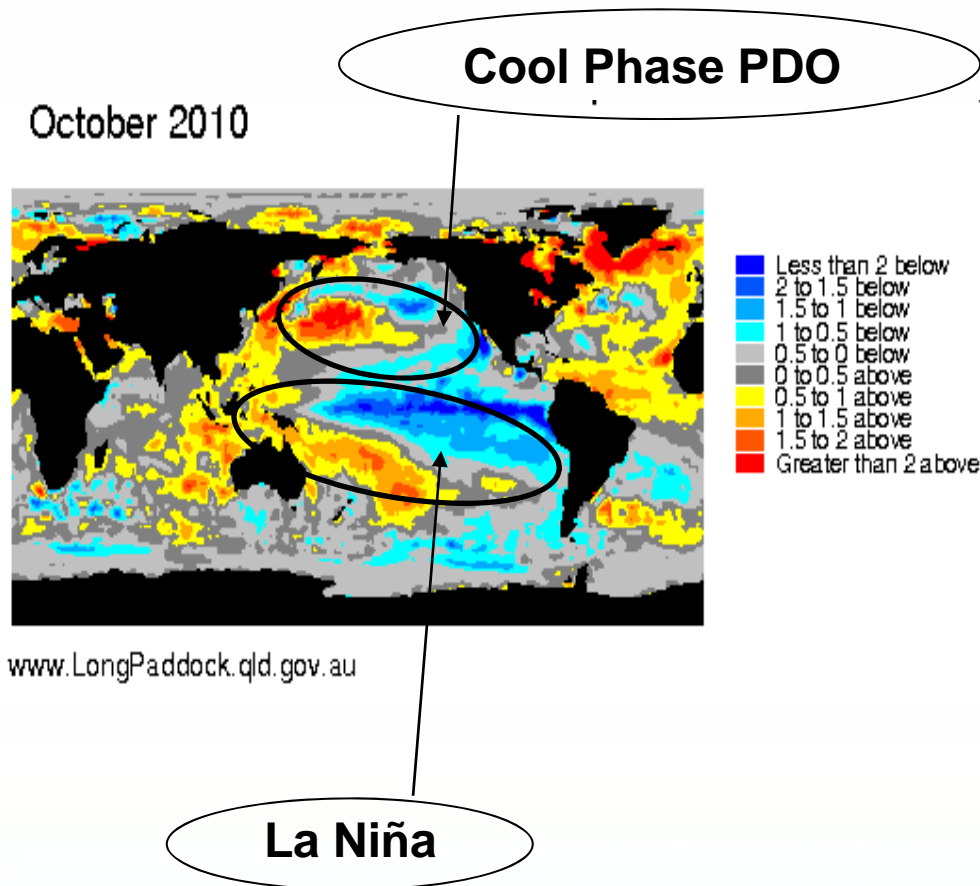 Cool Phase PDO
October 2010
Less than 2 below
2 to 1.5 below
1.5 to 1 below
1 to 0.5 below
0.5 to 0 below
0 to 0.5 above
0.5 to 1 above
1 to 1.5 above
1.5 to 2 above
Greater than 2 above
www.LongPaddock.qld.gov.au
La Niña